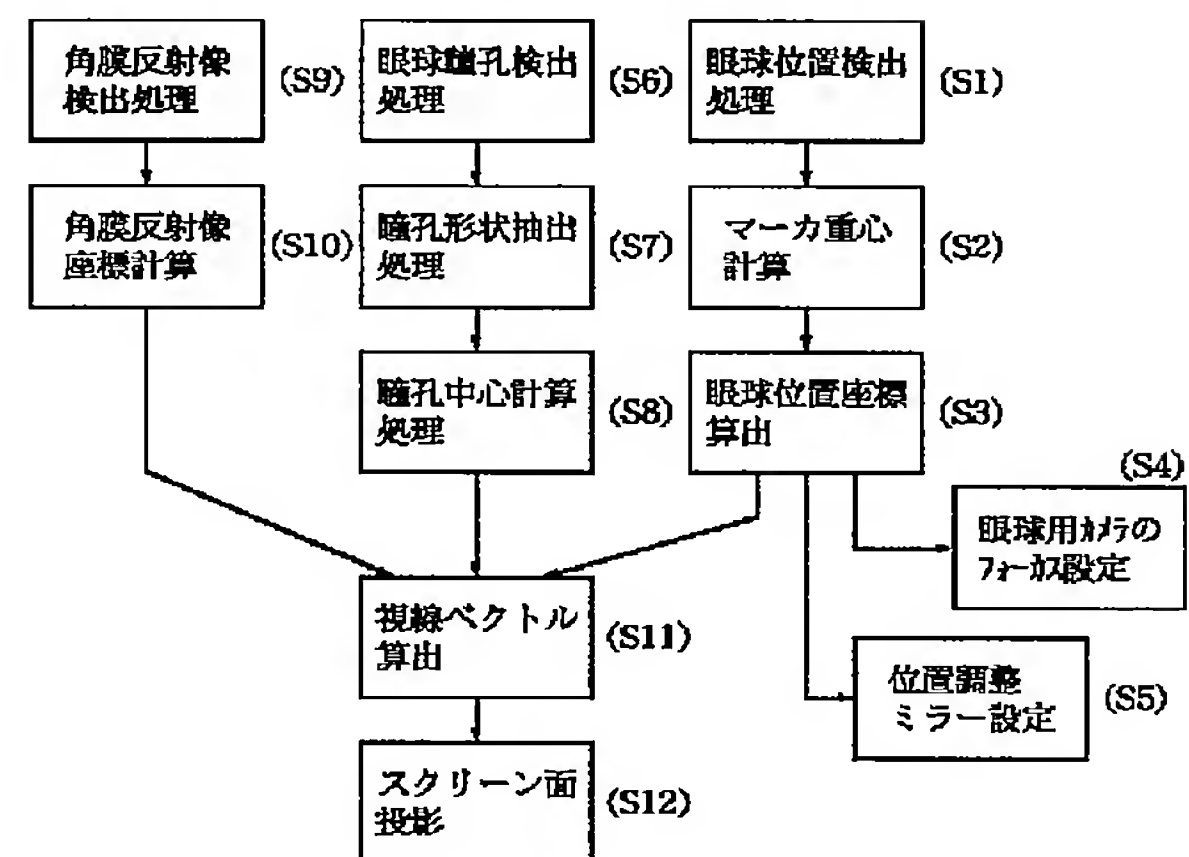 角膜反射像
検出処理
(S9)
眼球瞳孔検出
処理
(S6)
眼球位置検出
処理
(S1)
角膜反射像
座標計算
(S10)
瞳孔形状抽出
処理
(S7)
マーカ重心
計算
(S2)
瞳孔中心計算
処理
(S8)
眼球位置座標
算出
(S3)
(S4)
眼球用カメラの
フォーカス設定
視線ベクトル
算出
(S11)
位置調整
ミラー設定
(S5)
スクリーン面
投影
(S12)